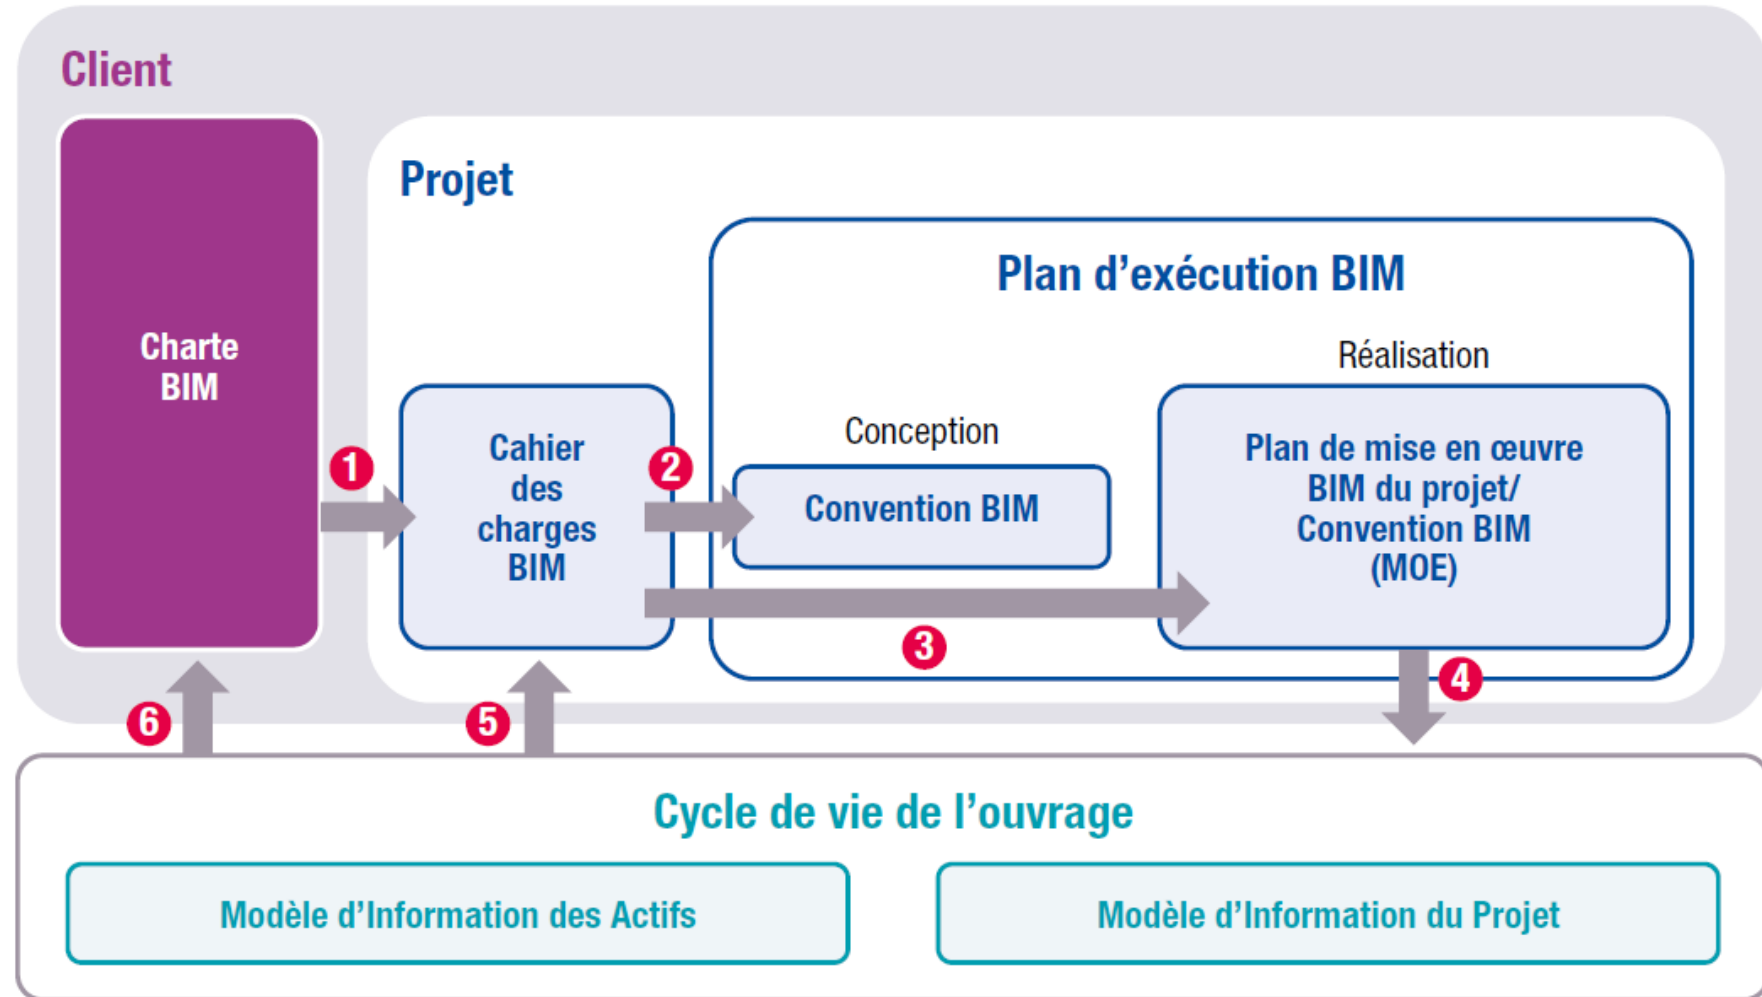 Client
Projet
Plan d’exécution BIM
Charte
BIM
1
Cahier
des
charges
BIM
2
Conception
Convention BIM
Réalisation
Plan de mise en œuvre
BIM du projet/
Convention BIM
(MOE)
3
4
5
6
Cycle de vie de l’ouvrage
Modèle d’Information des Actifs
Modèle d’Information du Projet